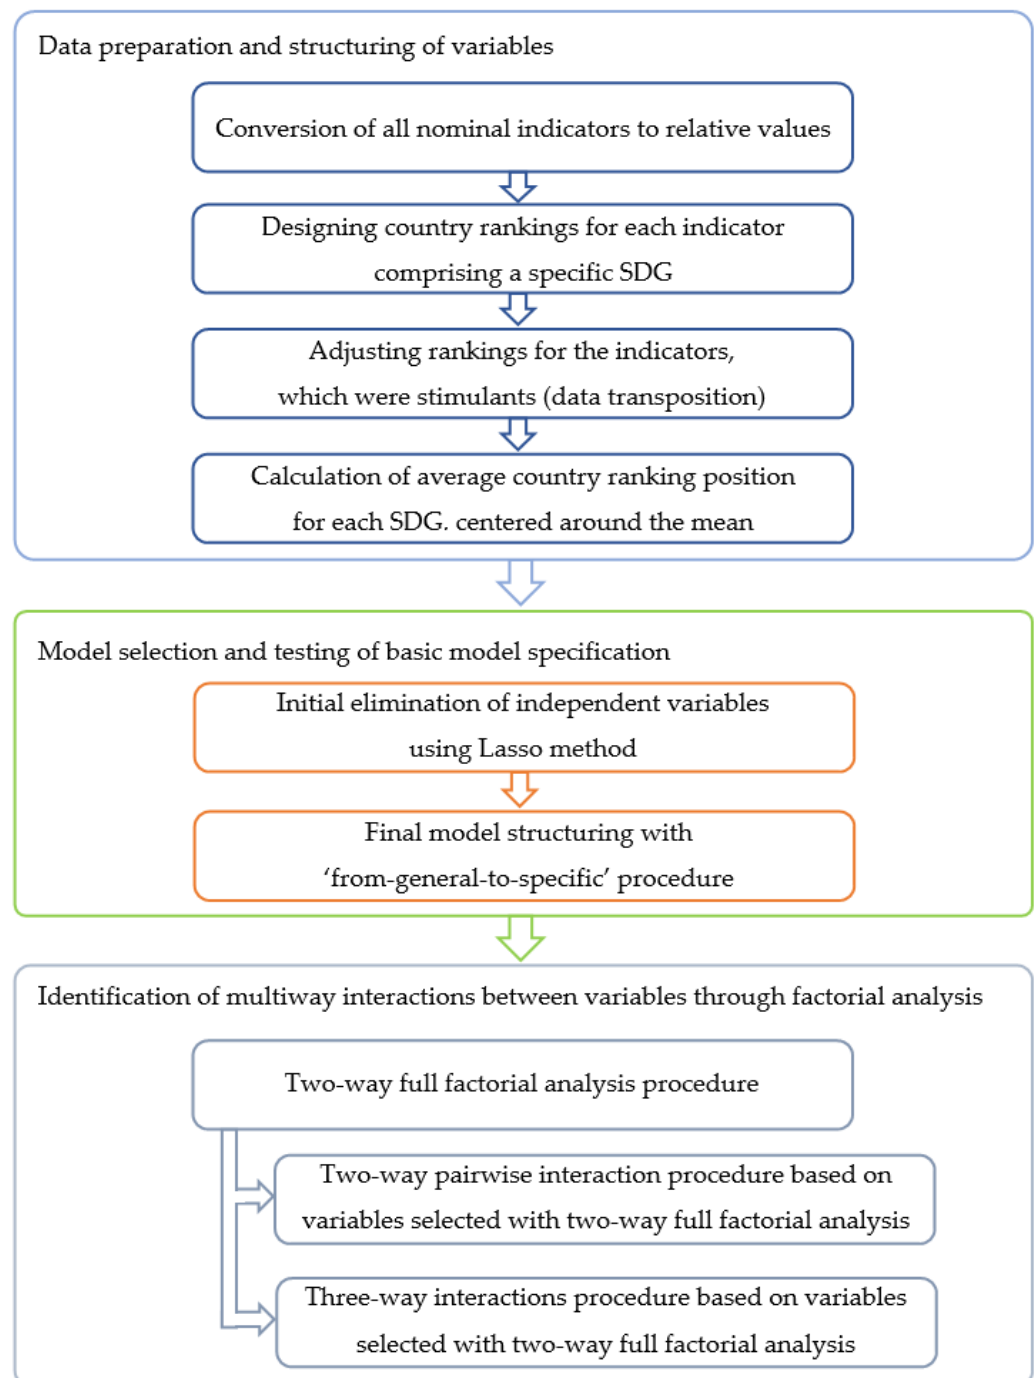 Data preparation and structuring of variables
Conversion of all nominal indicators to relative values
Designing country rankings for each indicator
comprising a specific SDG
Adjusting rankings for the indicators,
which were stimulants (data transposition)
Calculation of average country ranking position
for each SDG. centered around the mean
Model selection and testing of basic model specification
Initial elimination of independent variables
using Lasso method
Final model structuring with
‘from-general-to-specific’ procedure
Identification of multiway interactions between variables through factorial analysis
Two-way full factorial analysis procedure
Two-way pairwise interaction procedure based on
variables selected with two-way full factorial analysis
Three-way interactions procedure based on variables
selected with two-way full factorial analysis